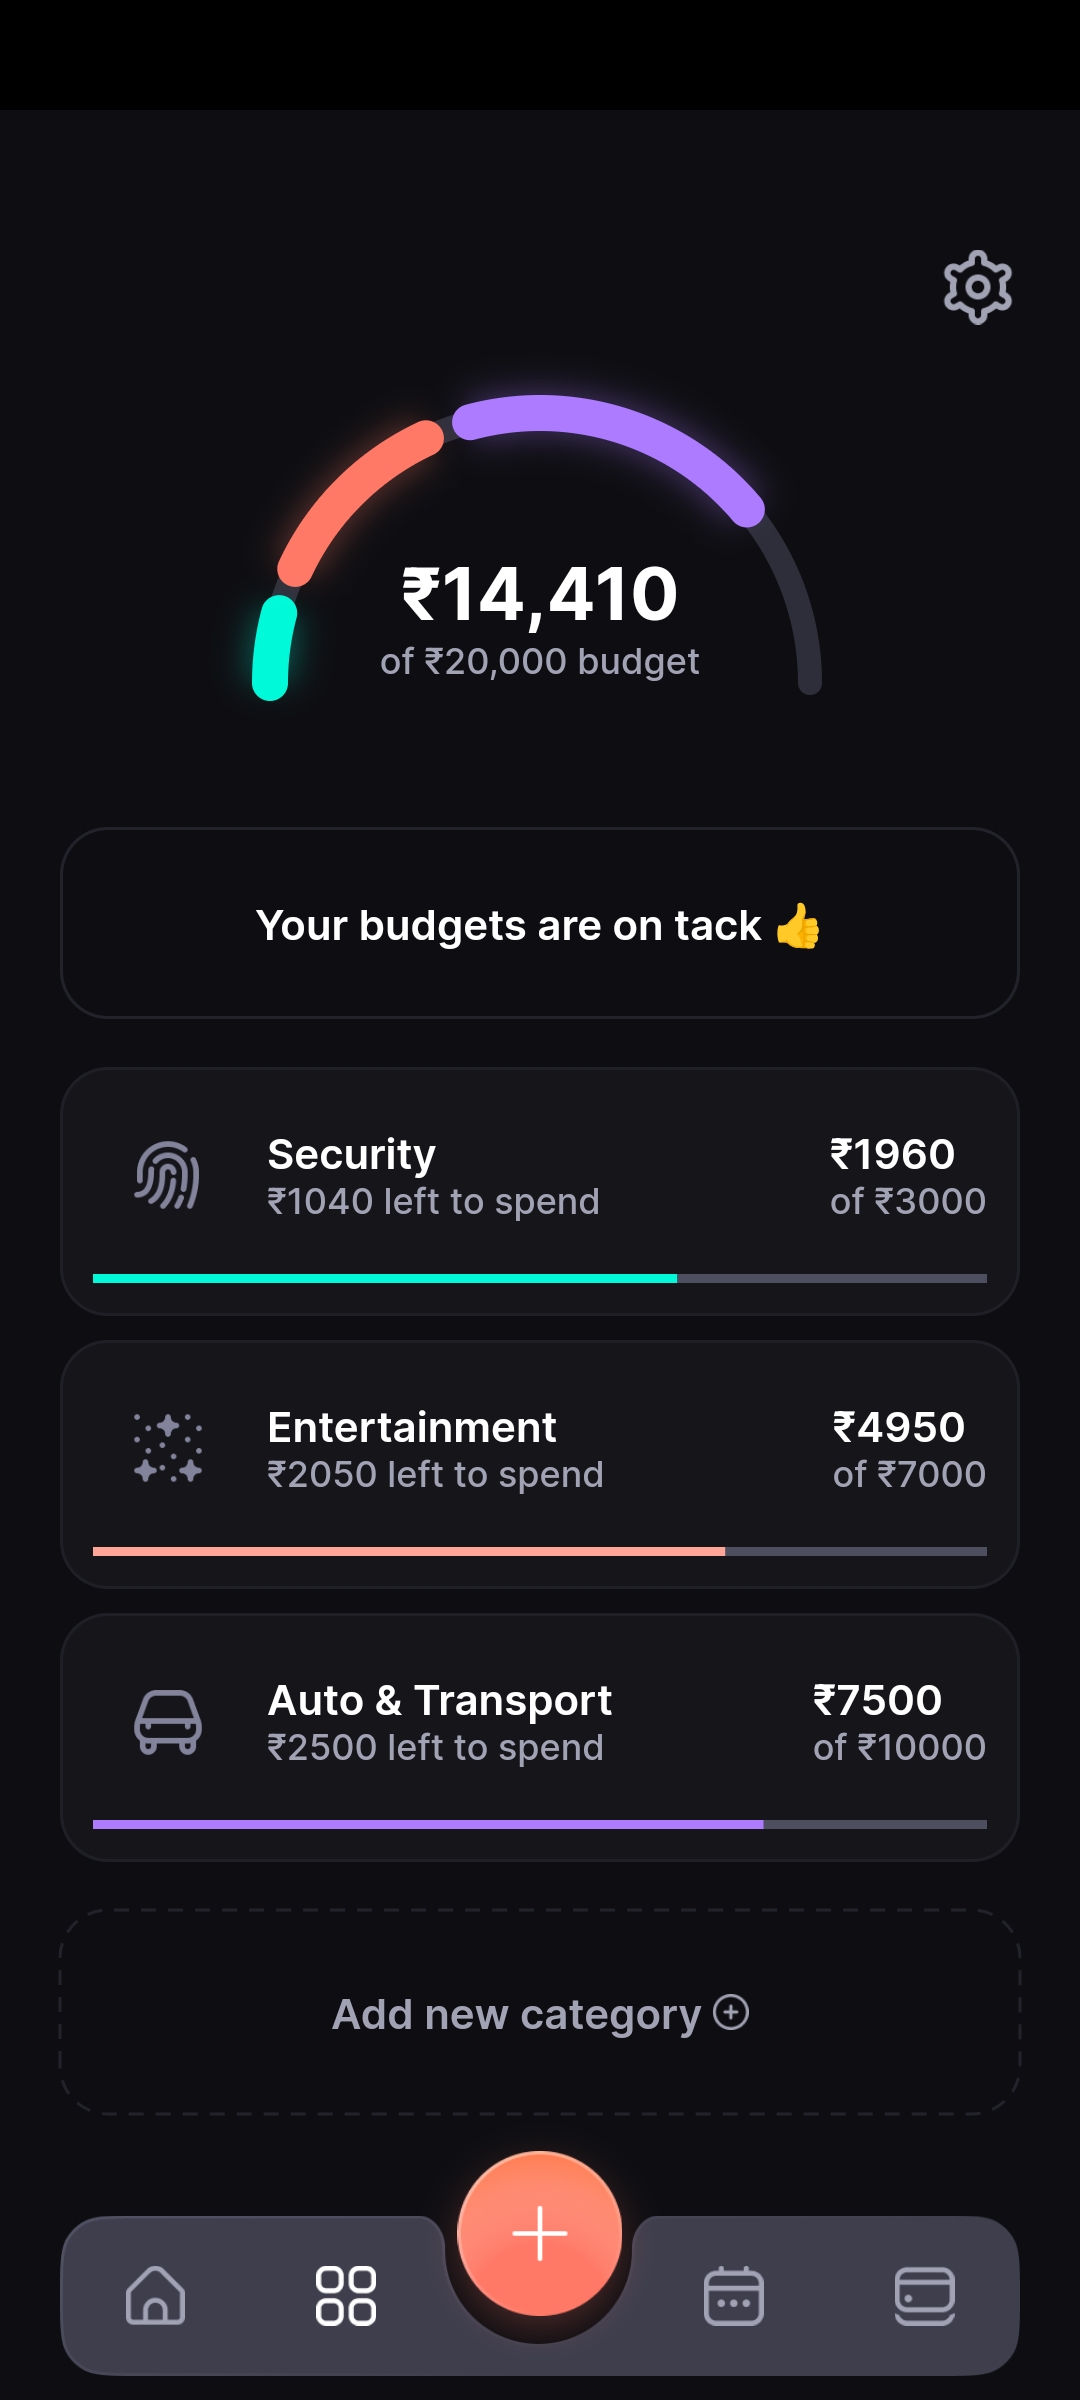 ₹14,410
of ₹20,000 budget
Your budgets are on tack 👍
Security
₹1960
₹1040 left to spend
of ₹3000
Entertainment
₹4950
₹2050 left to spend
of ₹7000
Auto & Transport
₹7500
₹2500 left to spend
of ₹10000
Add new category